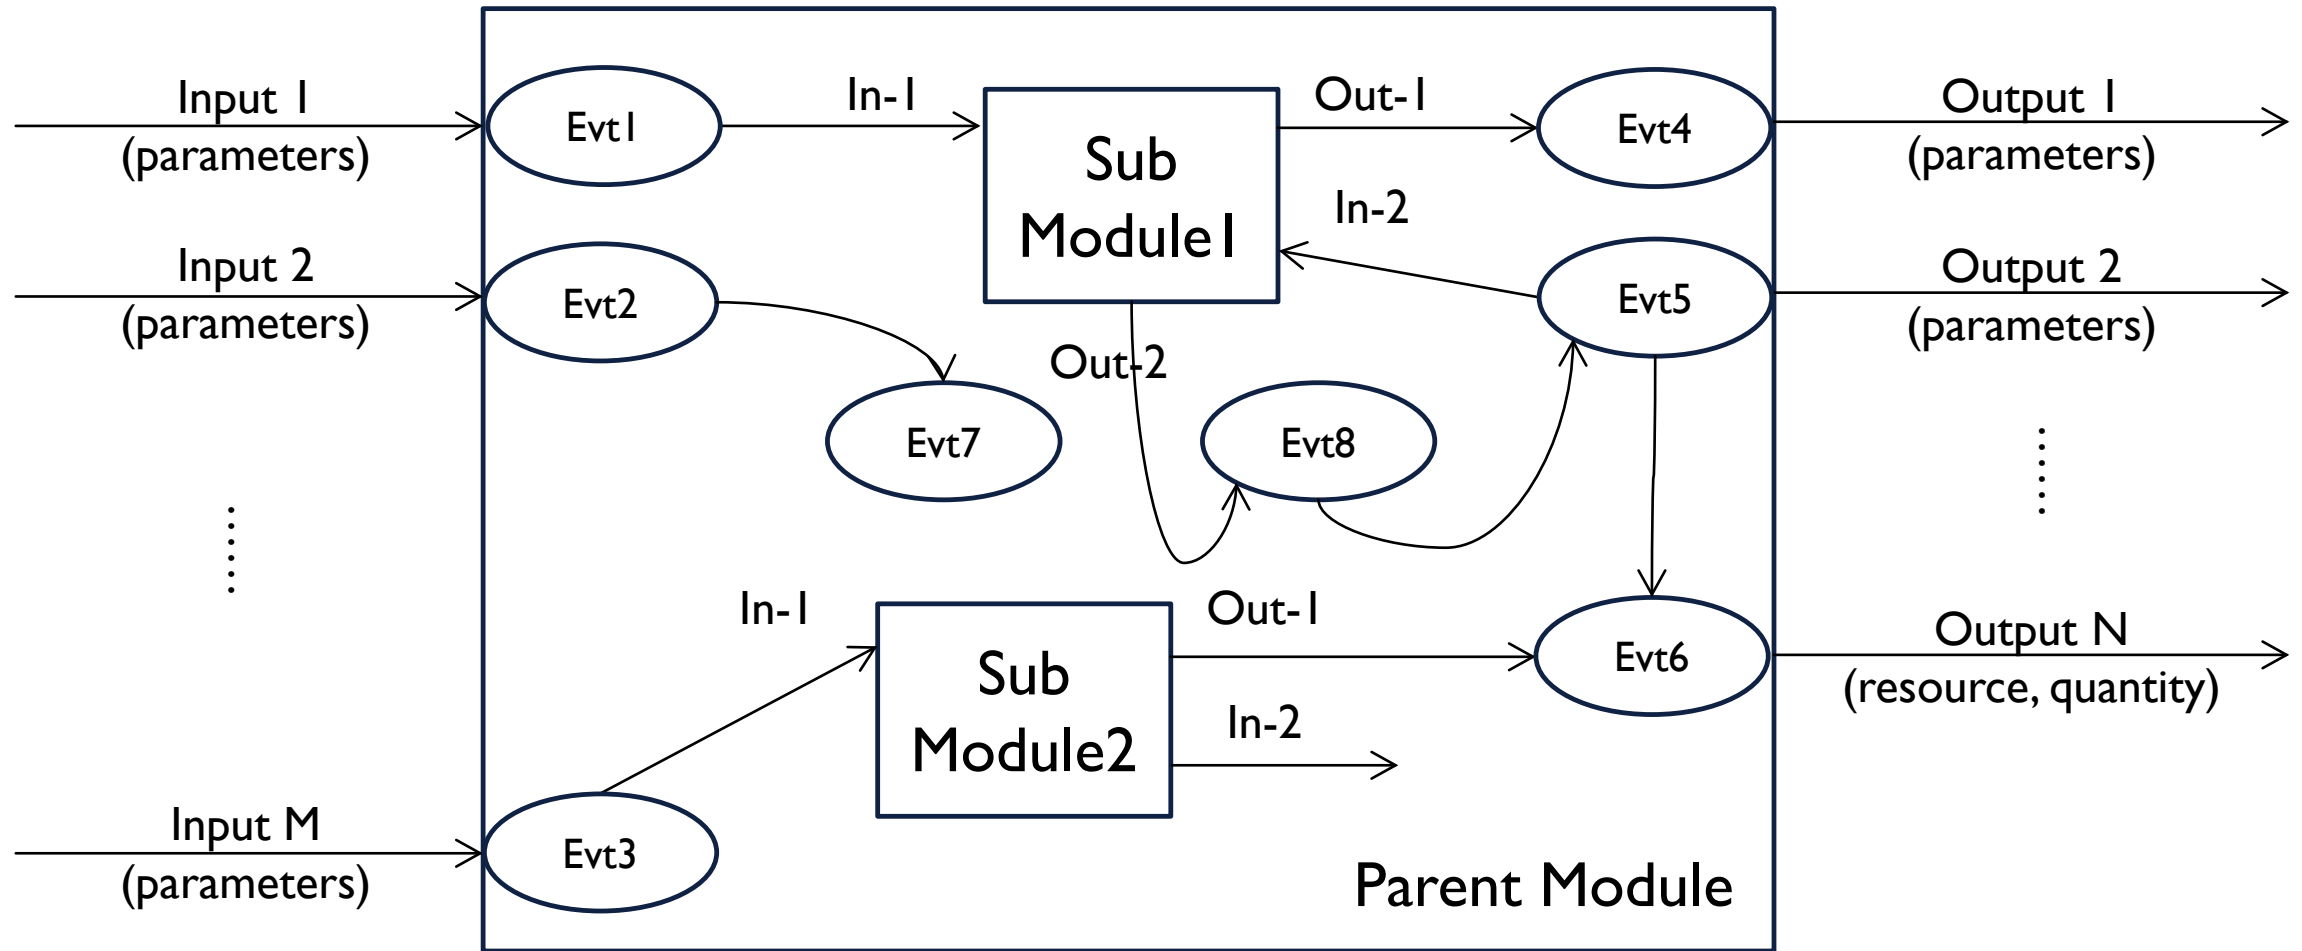 Input 1
(parameters)
Evt1
In-1
Sub
Module1
Out-1
Evt4
Output 1
(parameters)
In-2
Input 2
(parameters)
Evt2
Out-2
Evt5
Output 2
(parameters)
Evt7
Evt8
In-1
Sub
Module2
Out-1
In-2
Evt6
Output N
(resource, quantity)
Input M
(parameters)
Evt3
Parent Module